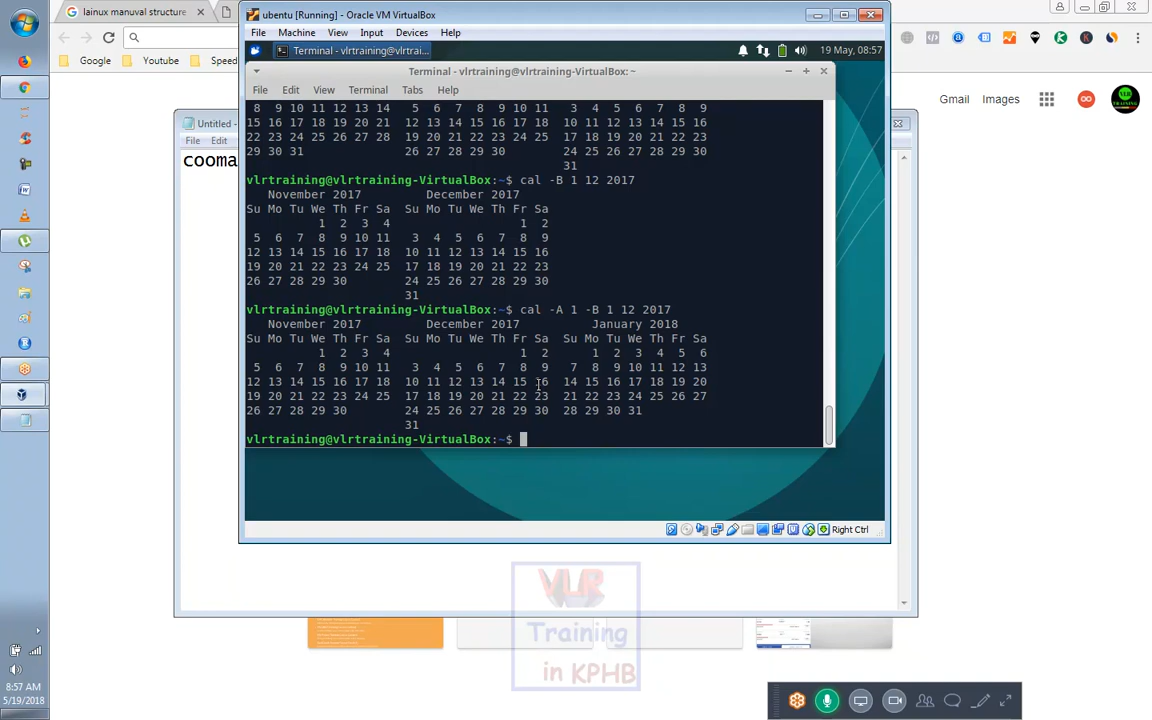 lainux manuval structure
ubentu [Running] - Oracle VM VirtualBox
File Machine View Input Devices Help
Google Youtube Speed
Terminal - vlrtraining@vlrtrai...
19 May, 08:57
Terminal - vlrtraining@vlrtraining-VirtualBox: ~
File Edit View Terminal Tabs Help
Gmail Images
Untitled -
File Edit
cooma
8 9 10 11 12 13 14 5 6 7 8 9 10 11 3 4 5 6 7 8 9
15 16 17 18 19 20 21 12 13 14 15 16 17 18 10 11 12 13 14 15 16
22 23 24 25 26 27 28 19 20 21 22 23 24 25 17 18 19 20 21 22 23
29 30 31 26 27 28 29 30 24 25 26 27 28 29 30
31
vlrtraining@vlrtraining-VirtualBox:~$ cal -B 1 12 2017
November 2017 December 2017
Su Mo Tu We Th Fr Sa Su Mo Tu We Th Fr Sa
1 2 3 4 1 2
5 6 7 8 9 10 11 3 4 5 6 7 8 9
12 13 14 15 16 17 18 10 11 12 13 14 15 16
19 20 21 22 23 24 25 17 18 19 20 21 22 23
26 27 28 29 30 24 25 26 27 28 29 30
31
vlrtraining@vlrtraining-VirtualBox:~$ cal -A 1 -B 1 12 2017
November 2017 December 2017 January 2018
Su Mo Tu We Th Fr Sa Su Mo Tu We Th Fr Sa Su Mo Tu We Th Fr Sa
1 2 3 4 1 2 1 2 3 4 5 6
5 6 7 8 9 10 11 3 4 5 6 7 8 9 7 8 9 10 11 12 13
12 13 14 15 16 17 18 10 11 12 13 14 15 16 14 15 16 17 18 19 20
19 20 21 22 23 24 25 17 18 19 20 21 22 23 21 22 23 24 25 26 27
26 27 28 29 30 24 25 26 27 28 29 30 28 29 30 31
31
vlrtraining@vlrtraining-VirtualBox:~$
Right Ctrl
VLR
Training
in KPHB
8:57 AM
5/19/2018